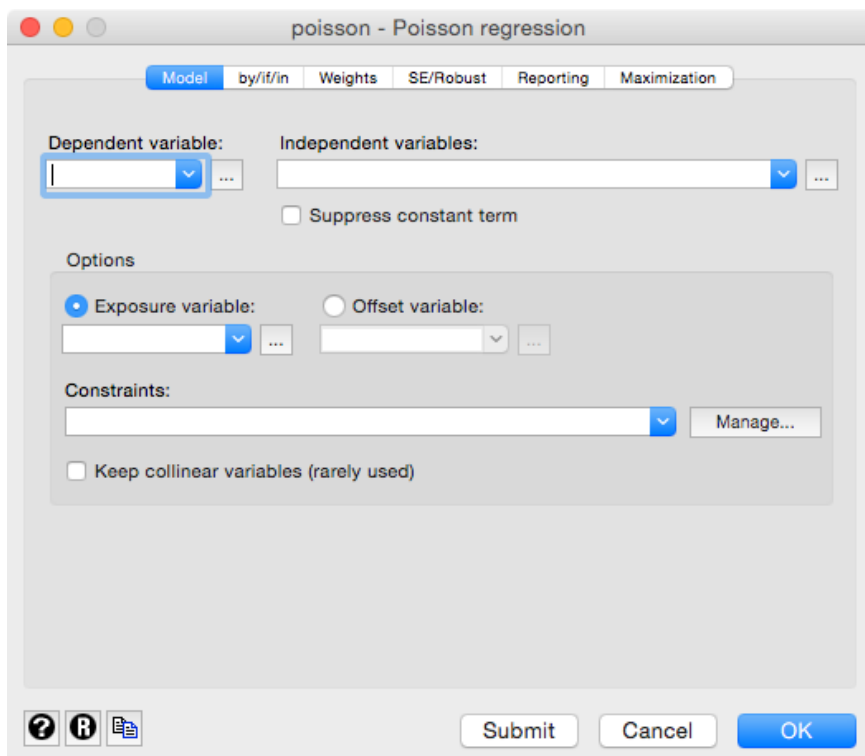 poisson - Poisson regression
Model by/if/in Weights SE/Robust Reporting Maximization
Dependent variable: Independent variables:
... ...
Suppress constant term
Options
Exposure variable: Offset variable:
... ...
Constraints:
Manage...
Keep collinear variables (rarely used)
? R Submit Cancel OK